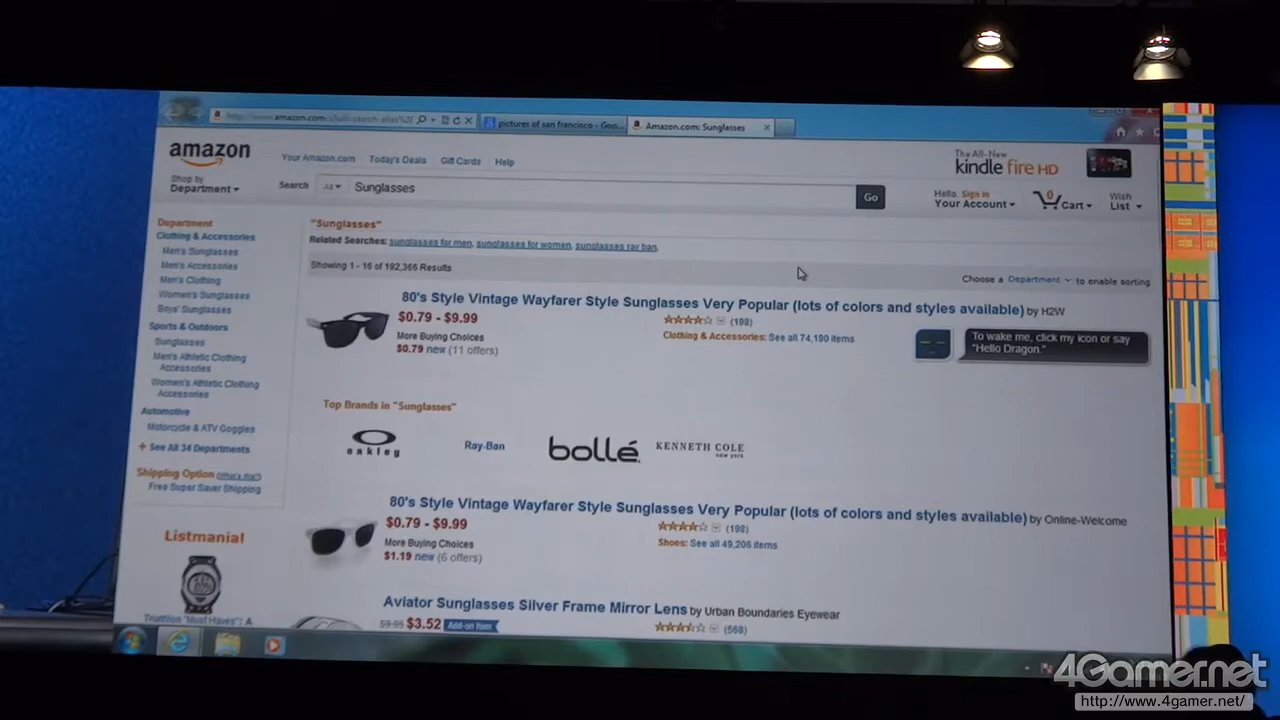 pictures of san francisco - Goo...
Amazon.com: Sunglasses
amazon
Your Amazon.com
Today's Deals
Gift Cards
Help
The All-New
kindle fire HD
Shop by
Department
Search
All
Sunglasses
Go
Hello. Sign in
Your Account
0
Cart
Wish
List
Department
Clothing & Accessories
Men's Sunglasses
Men's Accessories
Men's Clothing
Women's Sunglasses
Boys' Sunglasses
Sports & Outdoors
Sunglasses
Men's Athletic Clothing
Accessories
Women's Athletic Clothing
Accessories
Automotive
Motorcycle & ATV Goggles
+ See All 34 Departments
Shipping Option (What's this?)
Free Super Saver Shipping
Listmania!
Triathlon "Must Haves": A
"Sunglasses"
Related Searches: sunglasses for men, sunglasses for women, sunglasses ray ban.
Showing 1 - 16 of 192,366 Results
Choose a Department to enable sorting
80's Style Vintage Wayfarer Style Sunglasses Very Popular (lots of colors and styles available) by H2W
$0.79 - $9.99
(198)
More Buying Choices
Clothing & Accessories: See all 74,190 items
$0.79 new (11 offers)
To wake me, click my icon or say
"Hello Dragon."
Top Brands in "Sunglasses"
oakley
Ray-Ban
bollé
KENNETH COLE
new york
80's Style Vintage Wayfarer Style Sunglasses Very Popular (lots of colors and styles available) by Online-Welcome
$0.79 - $9.99
(198)
More Buying Choices
Shoes: See all 49,206 items
$1.19 new (6 offers)
Aviator Sunglasses Silver Frame Mirror Lens by Urban Boundaries Eyewear
$9.95 $3.52 Add-on Item
(568)
4Gamer.net
http://www.4gamer.net/